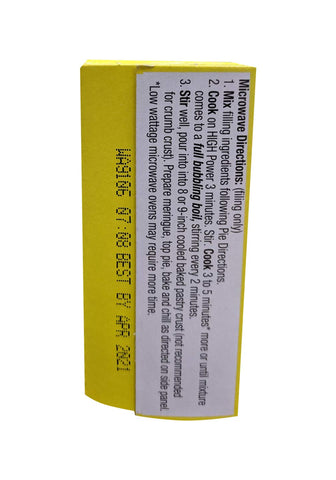 Microwave Directions: (filling only)
1. Mix filling ingredients following Pie Directions.
2. Cook on HIGH Power 3 minutes. Stir. Cook 3 to 5 minutes* more or until mixture
comes to a full bubbling boil, stirring every 2 minutes.
3. Stir well, pour into 8 or 9-inch cooled baked pastry crust (not recommended
for crumb crust). Prepare meringue, top pie, bake and chill as directed on side panel.
*Low wattage microwave ovens may require more time.
WA9106 07:08 BEST BY APR 2021